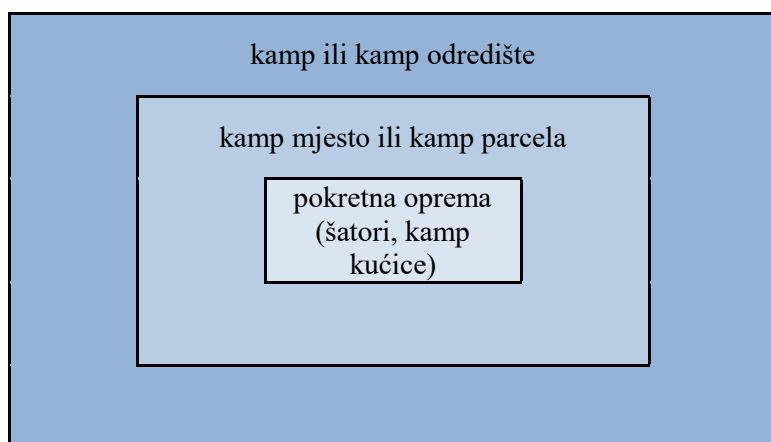 kamp ili kamp odredište
kamp mjesto ili kamp parcela
pokretna oprema
(šatori, kamp
kućice)